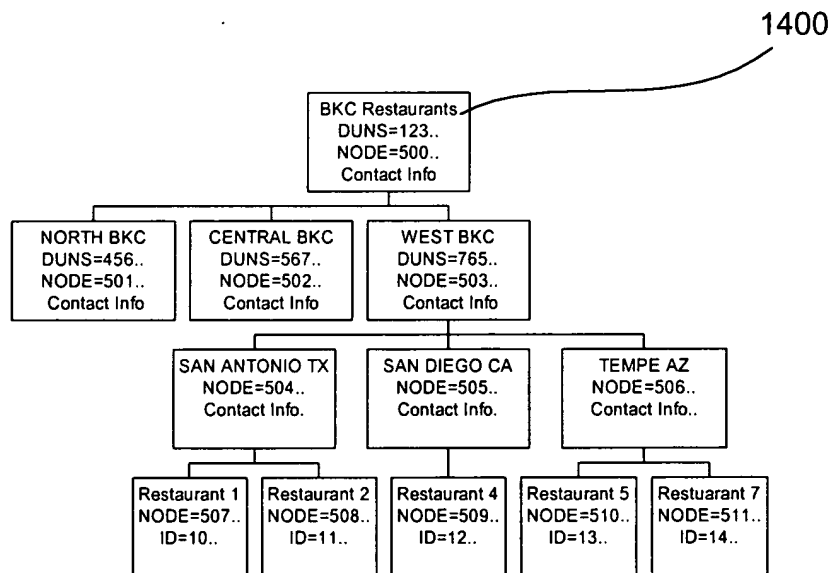 1400
BKC Restaurants
DUNS=123..
NODE=500..
Contact Info
NORTH BKC
DUNS=456..
NODE=501..
Contact Info
CENTRAL BKC
DUNS=567..
NODE=502..
Contact Info
WEST BKC
DUNS=765..
NODE=503..
Contact Info
SAN ANTONIO TX
NODE=504..
Contact Info.
SAN DIEGO CA
NODE=505..
Contact Info.
TEMPE AZ
NODE=506..
Contact Info..
Restaurant 1
NODE=507..
ID=10..
Restaurant 2
NODE=508..
ID=11..
Restaurant 4
NODE=509..
ID=12..
Restaurant 5
NODE=510..
ID=13..
Restuarant 7
NODE=511..
ID=14..